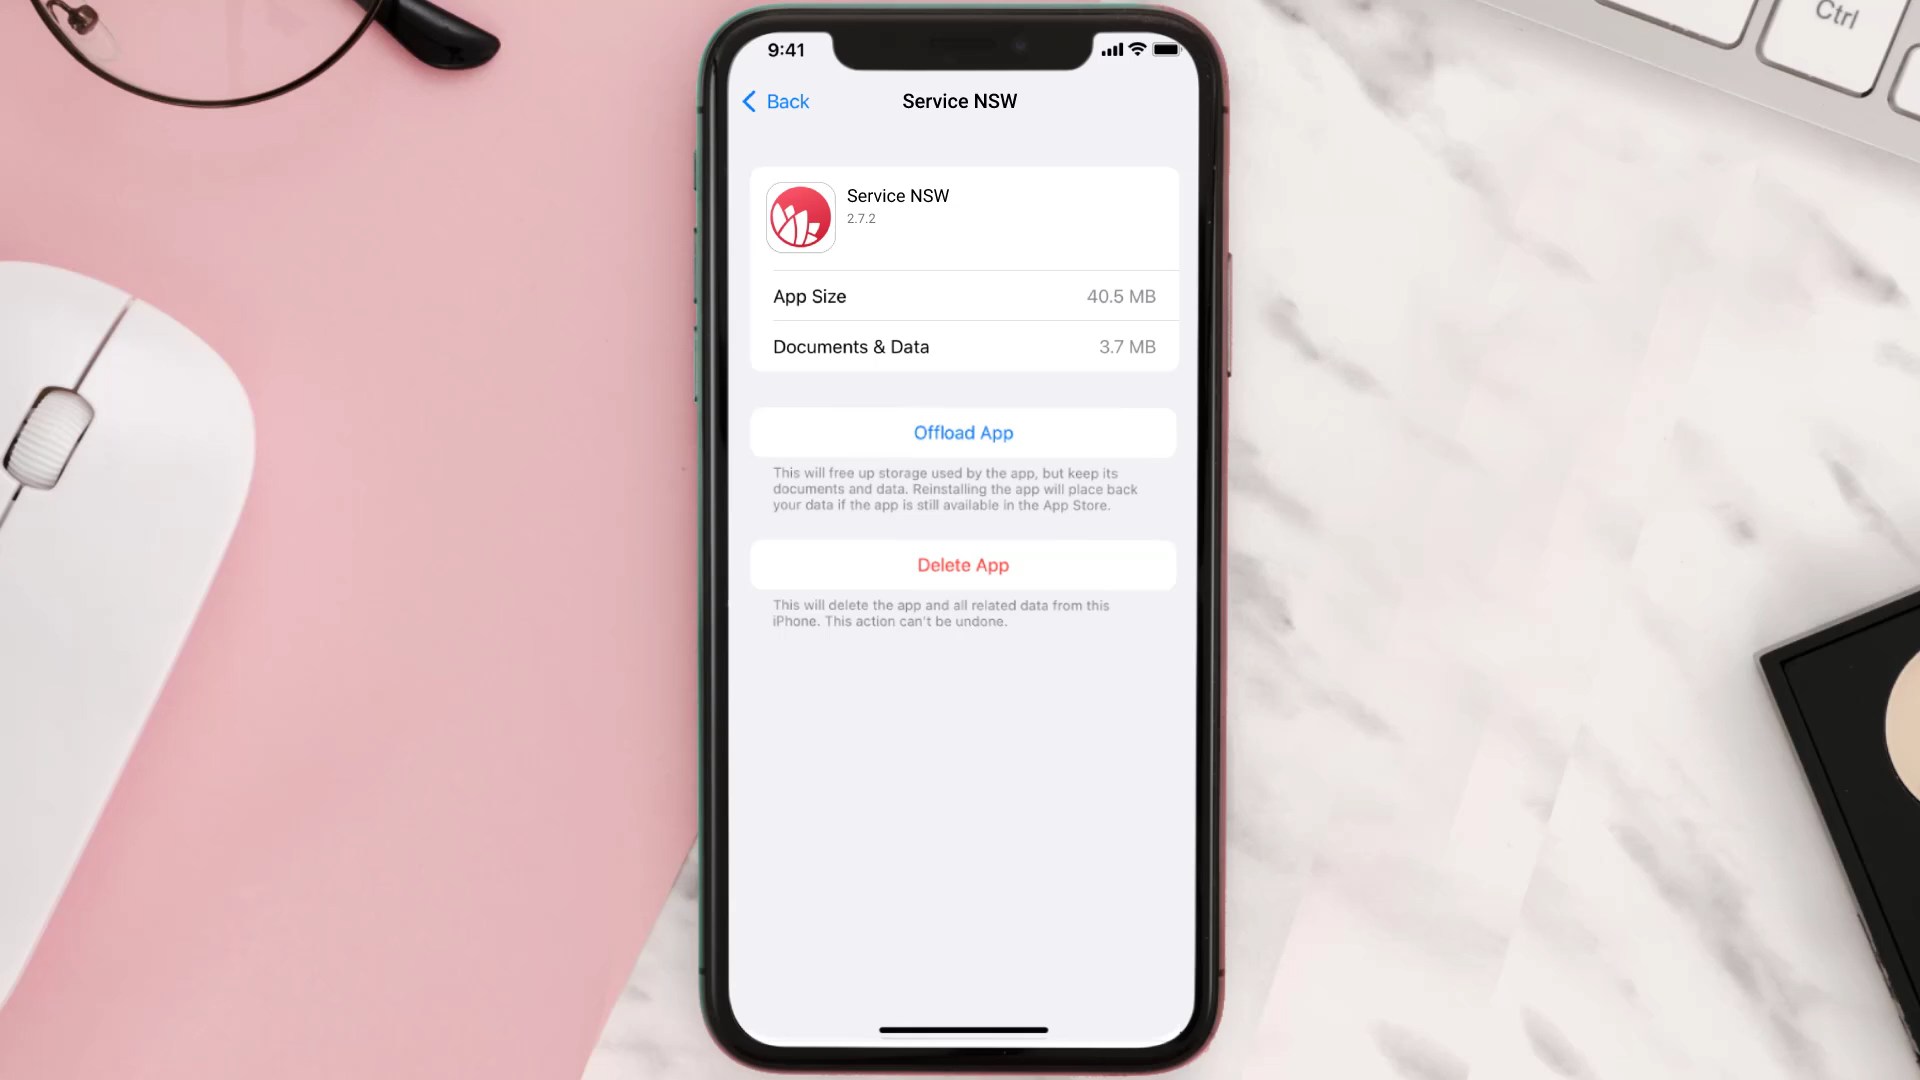 Ctrl
9:41
Back
Service NSW
Service NSW
2.7.2
App Size
40.5 MB
Documents & Data
3.7 MB
Offload App
This will free up storage used by the app, but keep its
documents and data. Reinstalling the app will place back
your data if the app is still available in the App Store.
Delete App
This will delete the app and all related data from this
iPhone. This action can't be undone.